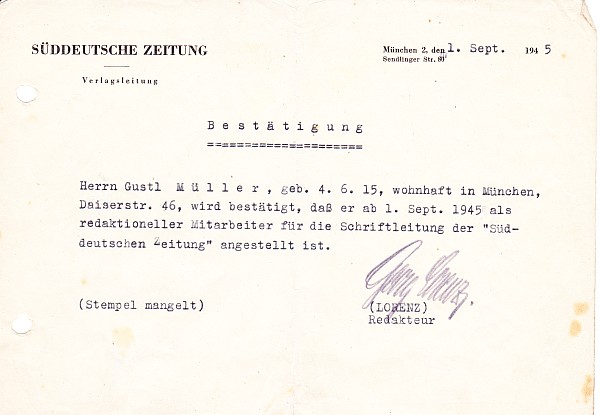 SÜDDEUTSCHE ZEITUNG
Verlagsleitung
München 2, den 1. Sept. 1945
Sendlinger Str. 80
Bestätigung
=====================
Herrn Gustl Müller, geb. 4. 6. 15, wohnhaft in München,
Daiserstr. 46, wird bestätigt, daß er ab 1. Sept. 1945 als
redaktioneller Mitarbeiter für die Schriftleitung der "Süd-
deutschen Zeitung" angestellt ist.
(Stempel mangelt)
(LORENZ)
Redakteur